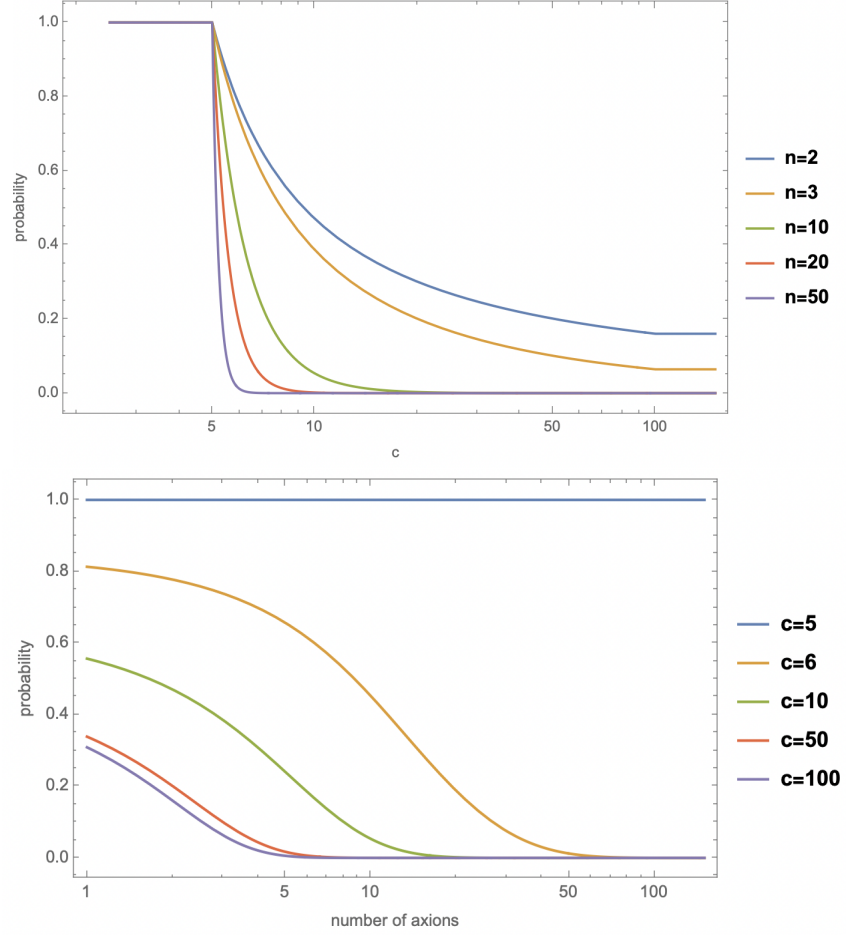 1.0
0.8
0.6
0.4
0.2
0.0
probability
5 10 50 100
c
n=2
n=3
n=10
n=20
n=50
1.0
0.8
0.6
0.4
0.2
0.0
probability
1 5 10 50 100
number of axions
c=5
c=6
c=10
c=50
c=100